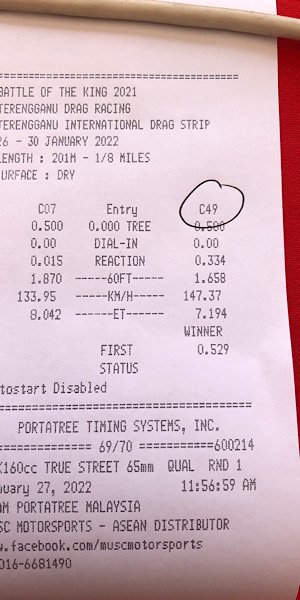 ==========================================
BATTLE OF THE KING 2021
TERENGGANU DRAG RACING
TERENGGANU INTERNATIONAL DRAG STRIP
26 - 30 JANUARY 2022
LENGTH : 201M - 1/8 MILES
SURFACE : DRY
==========================================
C07 Entry C49
0.500 0.000 TREE 0.500
0.00 DIAL-IN 0.00
0.015 REACTION 0.334
1.870 ------60FT------ 1.658
133.95 ------KM/H------ 147.37
8.042 -------ET------- 7.194
WINNER
FIRST 0.529
STATUS
tostart Disabled
==========================================
PORTATREE TIMING SYSTEMS, INC.
=========== 69/70 ===========600214
160cc TRUE STREET 65mm QUAL RND 1
nuary 27, 2022 11:56:59 AM
PORTATREE MALAYSIA
SC MOTORSPORTS - ASEAN DISTRIBUTOR
.facebook.com/muscmotorsports
016-6681490